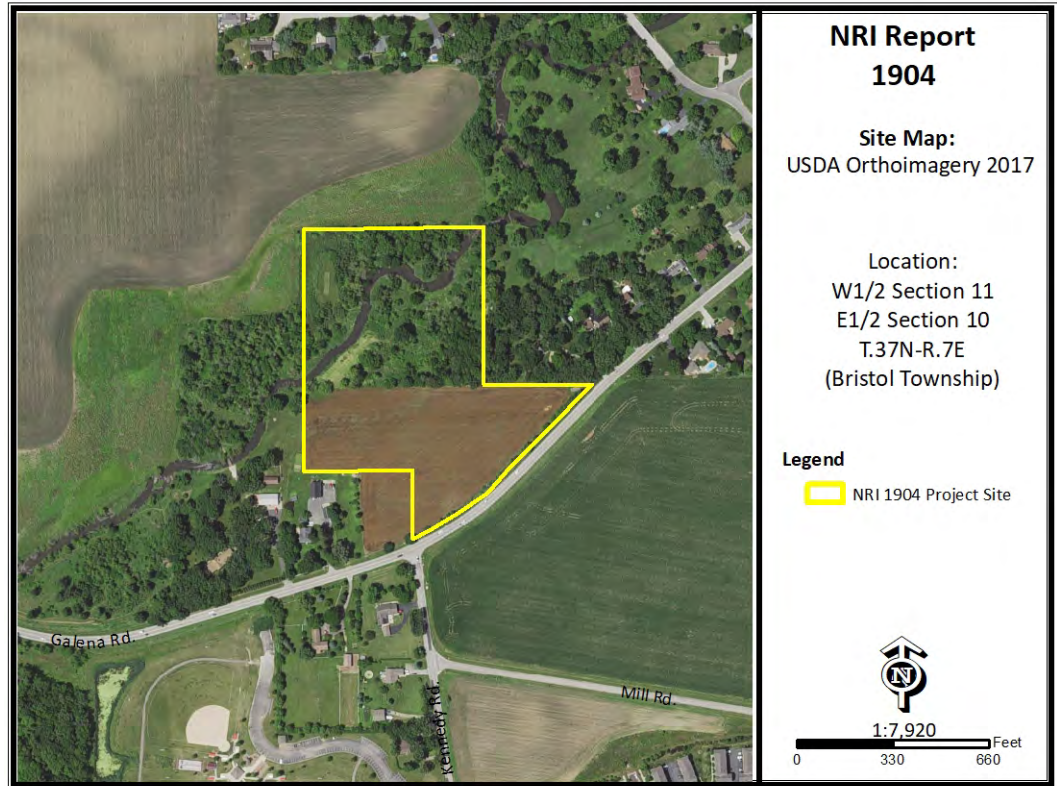 NRI Report
1904
Site Map:
USDA Orthoimagery 2017
Location:
W1/2 Section 11
E1/2 Section 10
T.37N-R.7E
(Bristol Township)
Legend
NRI 1904 Project Site
N
1:7,920
Feet
0 330 660
Galena Rd.
Kennedy Rd.
Mill Rd.